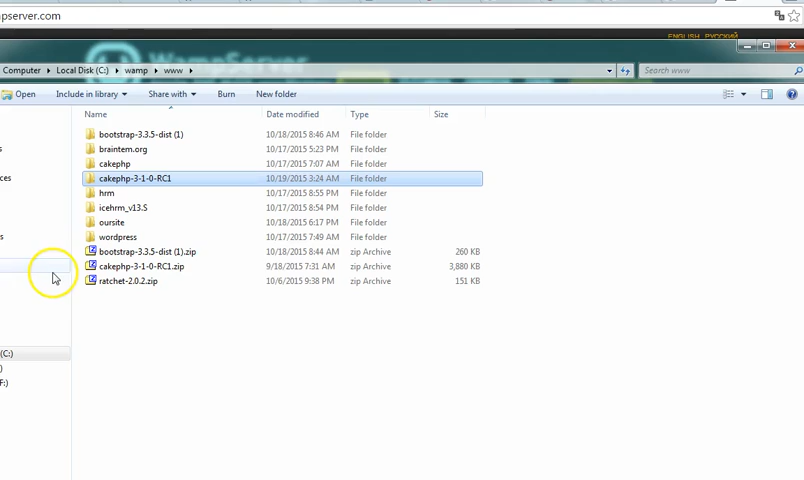 mpserver.com
ENGLISH РУССКИЙ
WampServer
Computer Local Disk (C:) wamp www Search www
Open Include in library Share with Burn New folder
Name Date modified Type Size
bootstrap-3.3.5-dist (1) 10/18/2015 8:46 AM File folder
braintem.org 10/17/2015 5:23 PM File folder
cakephp 10/17/2015 7:07 AM File folder
cakephp-3-1-0-RC1 10/19/2015 3:24 AM File folder
hrm 10/17/2015 8:55 PM File folder
icehrm_v13.S 10/17/2015 8:54 PM File folder
oursite 10/18/2015 6:17 PM File folder
wordpress 10/17/2015 7:49 AM File folder
bootstrap-3.3.5-dist (1).zip 10/18/2015 8:44 AM zip Archive 260 KB
cakephp-3-1-0-RC1.zip 9/18/2015 7:31 AM zip Archive 3,880 KB
ratchet-2.0.2.zip 10/6/2015 9:38 PM zip Archive 151 KB
ces
s
(C:)
)
F:)